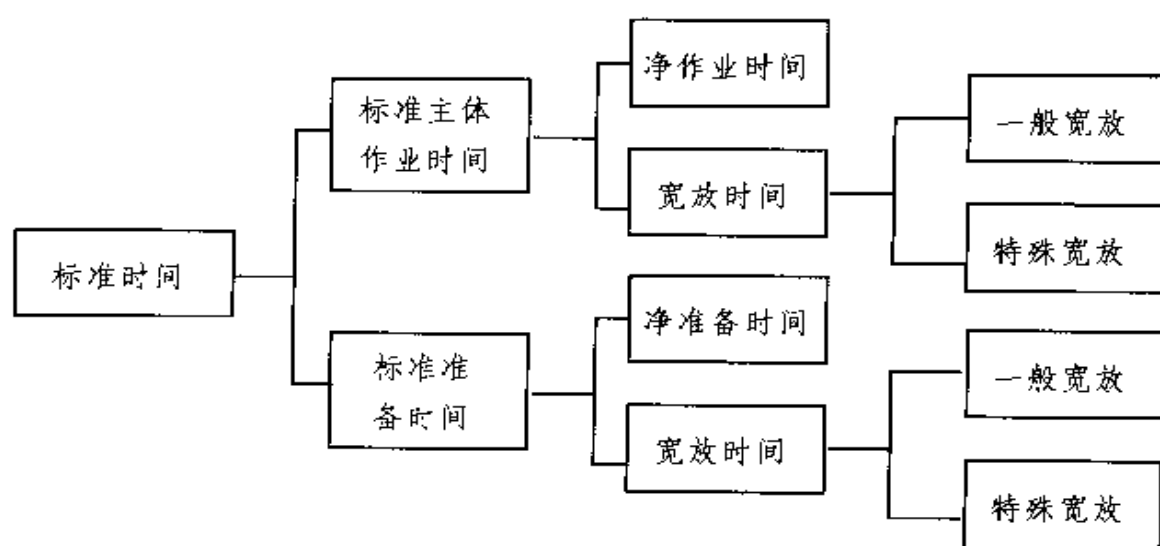 标准时间
标准主体
作业时间
净作业时间
宽放时间
一般宽放
特殊宽放
标准准
备时间
净准备时间
宽放时间
一般宽放
特殊宽放